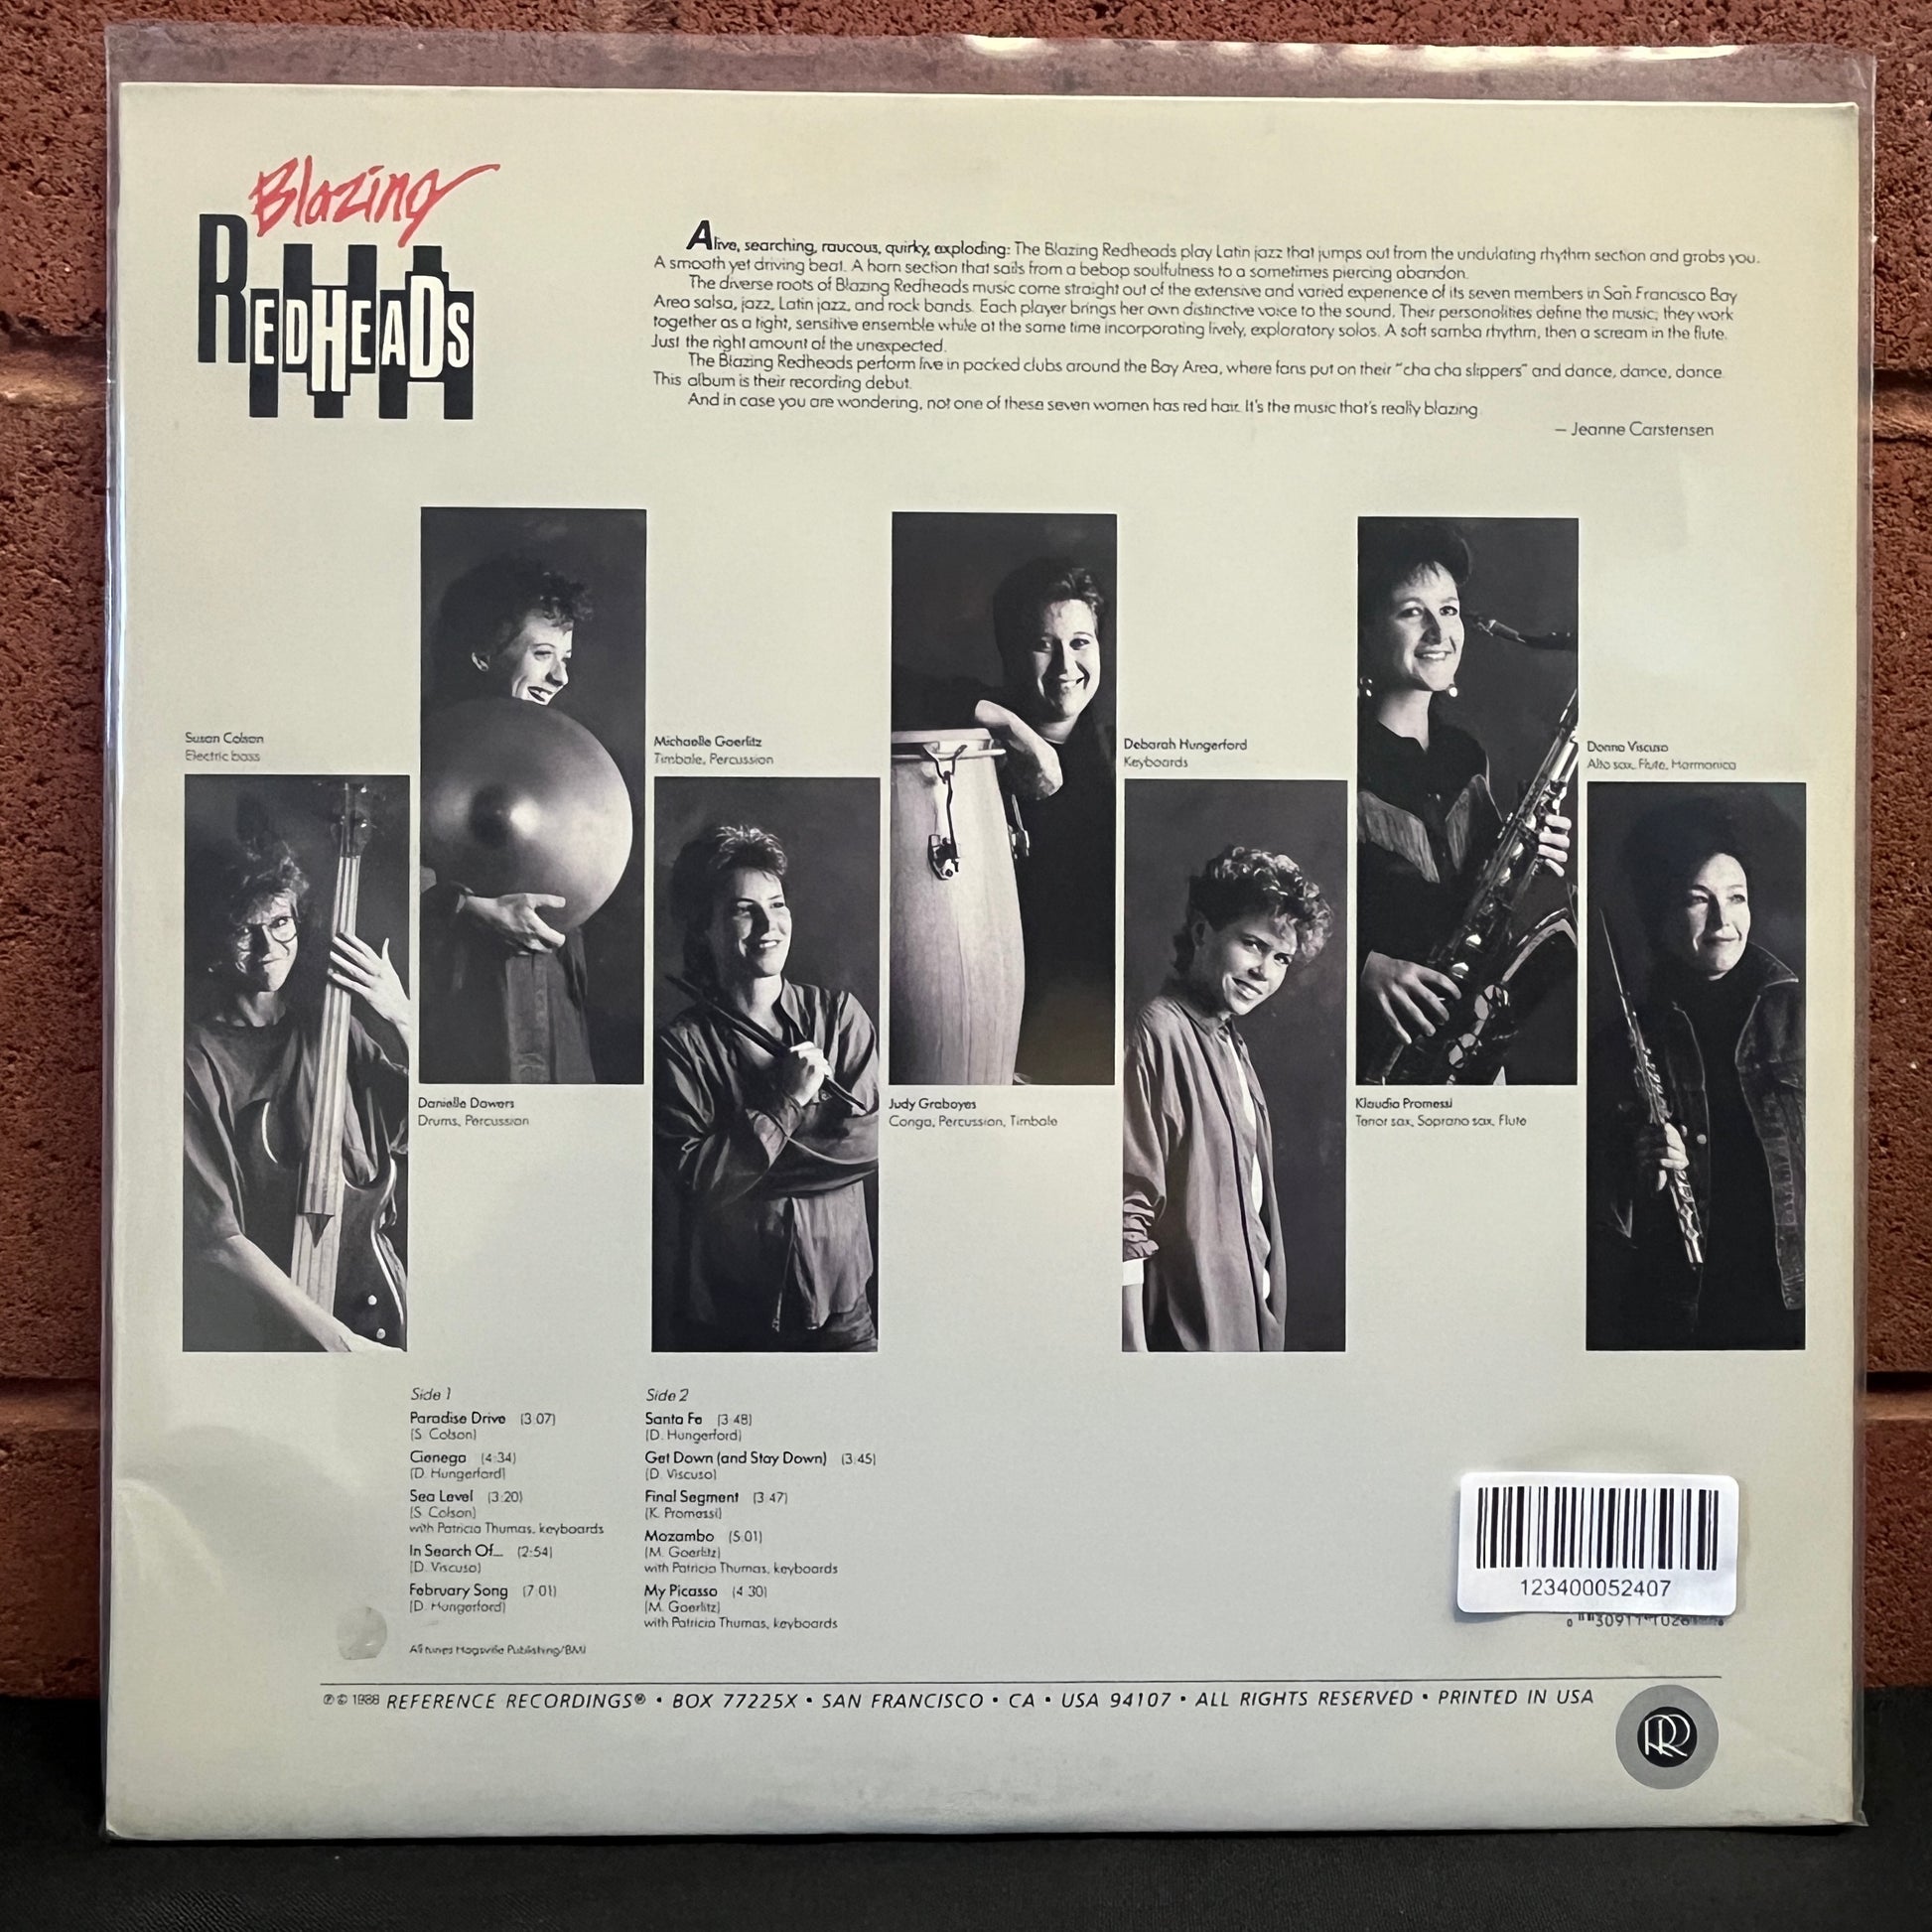 Blazing
REDHEADS
Alive, searching, raucous, quirky, exploding: The Blazing Redheads play Latin jazz that jumps out from the undulating rhythm section and grabs you.
A smooth yet driving beat. A horn section that sails from a bebop soulfulness to a sometimes piercing abandon.
The diverse roots of Blazing Redheads music come straight out of the extensive and varied experience of its seven members in San Francisco Bay
Area salsa, jazz, Latin jazz, and rock bands. Each player brings her own distinctive voice to the sound. Their personalities define the music; they work
together as a tight, sensitive ensemble while at the same time incorporating lively, exploratory solos. A soft samba rhythm, then a scream in the flute.
Just the right amount of the unexpected.
The Blazing Redheads perform live in packed clubs around the Bay Area, where fans put on their "cha cha slippers" and dance, dance, dance.
This album is their recording debut.
And in case you are wondering, not one of these seven women has red hair. It's the music that's really blazing.
— Jeanne Carstensen
Susan Colson
Electric bass
Danielle Dowers
Drums, Percussion
Michaelle Goerlitz
Timbale, Percussion
Judy Graboyes
Conga, Percussion, Timbale
Deborah Hungerford
Keyboards
Klaudia Promessi
Tenor sax, Soprano sax, Flute
Donna Viscuso
Alto sax, Flute, Harmonica
Side 1
Paradise Drive (3:07)
(S. Colson)
Cienega (4:34)
(D. Hungerford)
Sea Level (3:20)
(S. Colson)
with Patricia Thumas, keyboards
In Search Of... (2:54)
(D. Viscuso)
February Song (7:01)
(D. Hungerford)
All tunes Hogsville Publishing/BMI
Side 2
Santa Fe (3:48)
(D. Hungerford)
Get Down (and Stay Down) (3:45)
(D. Viscuso)
Final Segment (3:47)
(K. Promessi)
Mozambo (5:01)
(M. Goerlitz)
with Patricia Thumas, keyboards
My Picasso (4:30)
(M. Goerlitz)
with Patricia Thumas, keyboards
123400052407
℗ © 1988 REFERENCE RECORDINGS® • BOX 77225X • SAN FRANCISCO • CA • USA 94107 • ALL RIGHTS RESERVED • PRINTED IN USA
RR